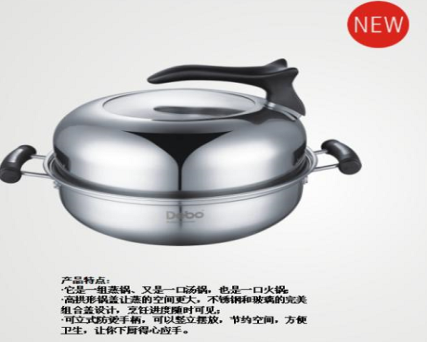 NEW
Debo
产品特点：
·它是一组蒸锅、又是一口汤锅，也是一口火锅。
·高拱形锅盖让蒸的空间更大，不锈钢和玻璃的完美
组合盖设计，烹饪进度随时可见；
·可立式防烫手柄，可以竖立摆放，节约空间，方便
卫生，让你下厨得心应手。